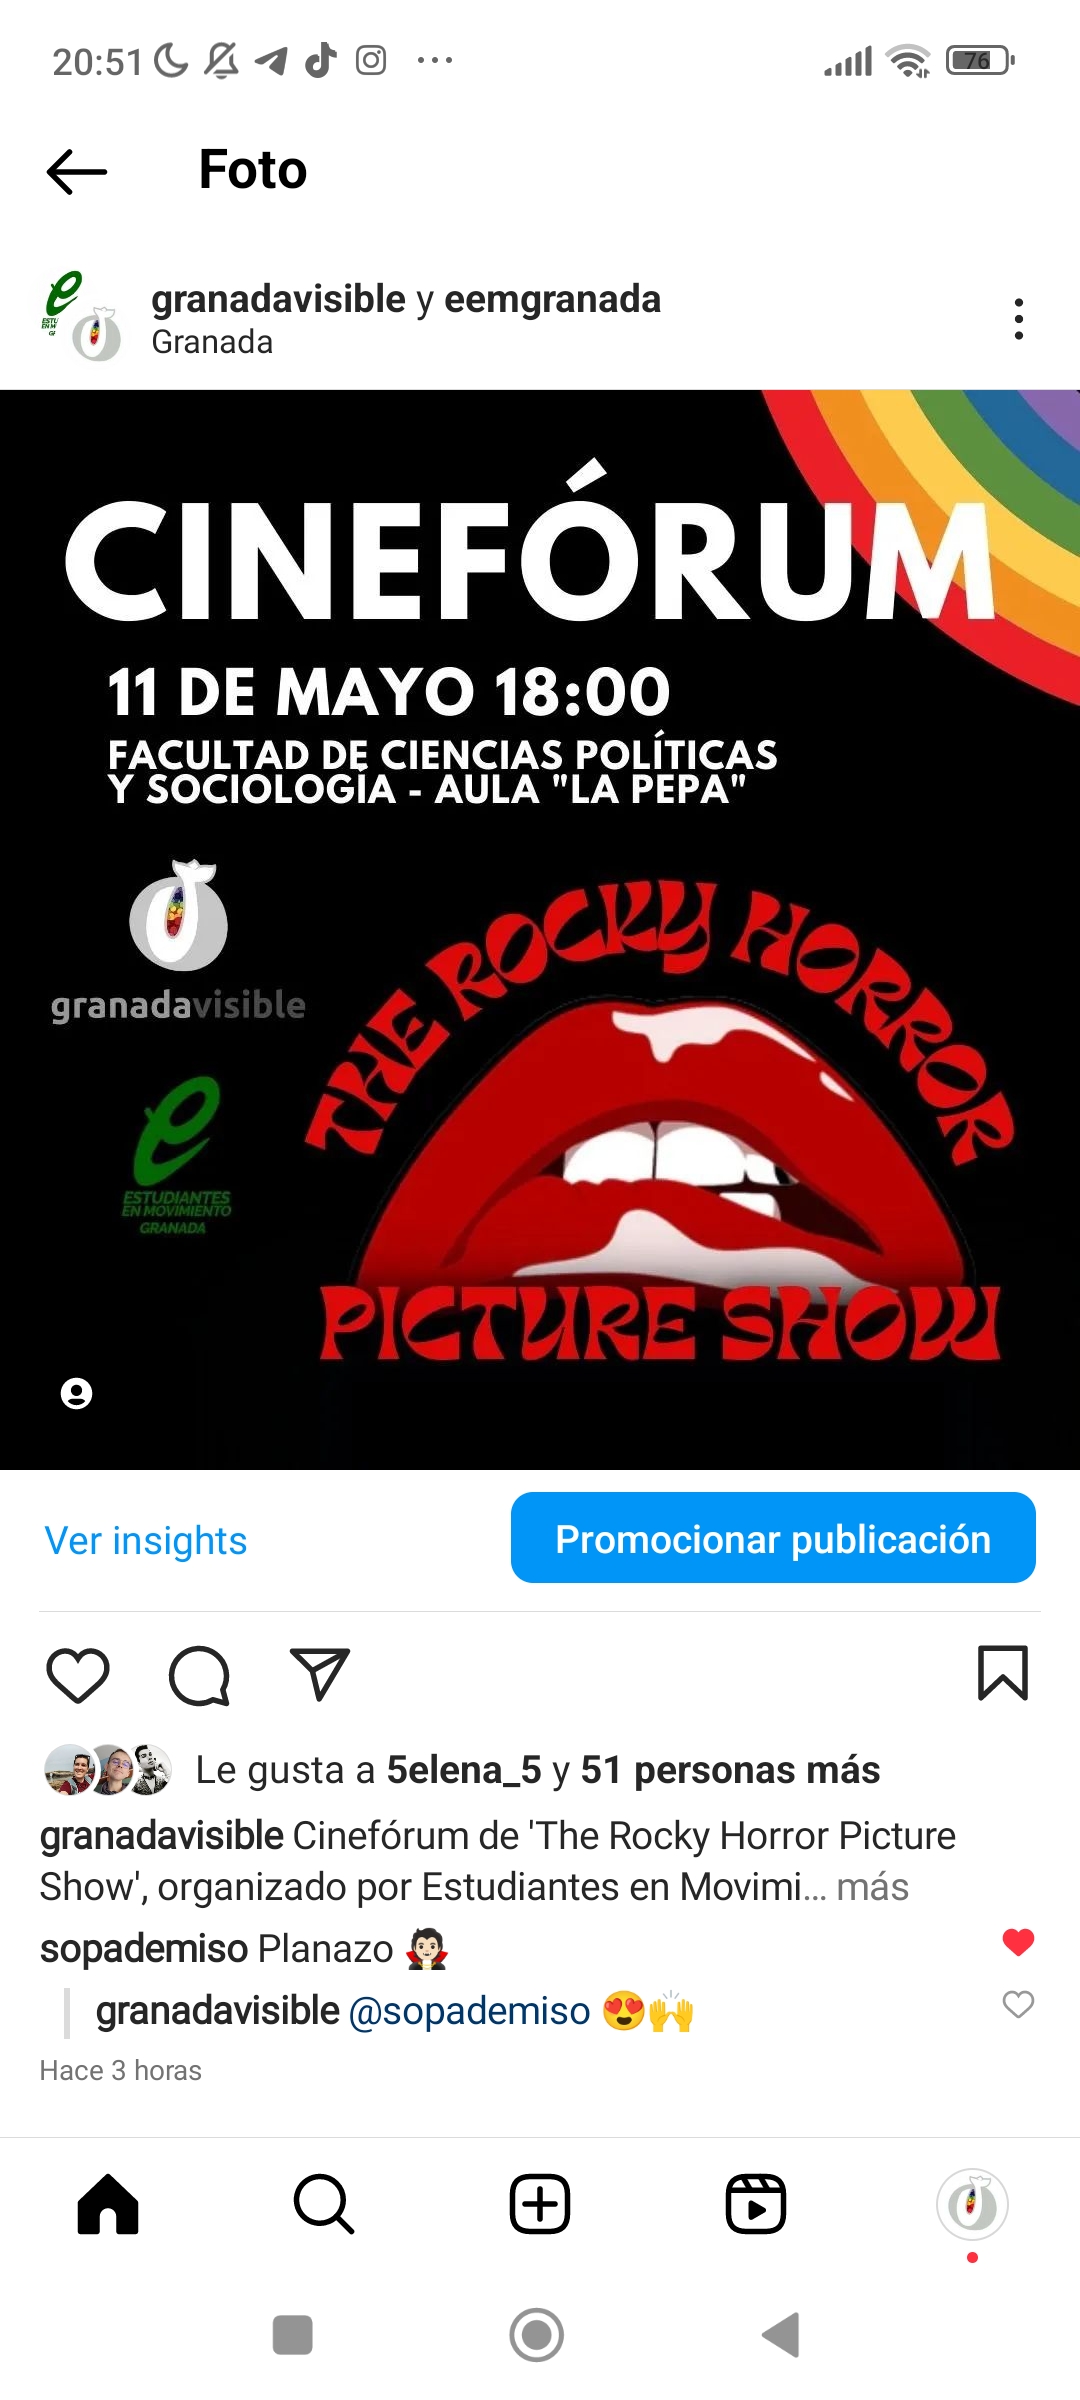 20:51
76
Foto
granadavisible y eemgranada
Granada
CINEFÓRUM
11 DE MAYO 18:00
FACULTAD DE CIENCIAS POLÍTICAS
Y SOCIOLOGÍA - AULA "LA PEPA"
granadavisible
THE ROCKY HORROR
ESTUDIANTES
EN MOVIMIENTO
GRANADA
PICTURE SHOW
Ver insights
Promocionar publicación
Le gusta a 5elena_5 y 51 personas más
granadavisible Cinefórum de 'The Rocky Horror Picture
Show', organizado por Estudiantes en Movimi... más
sopademiso Planazo 🧛🏻‍♂️
granadavisible @sopademiso 😍🙌
Hace 3 horas